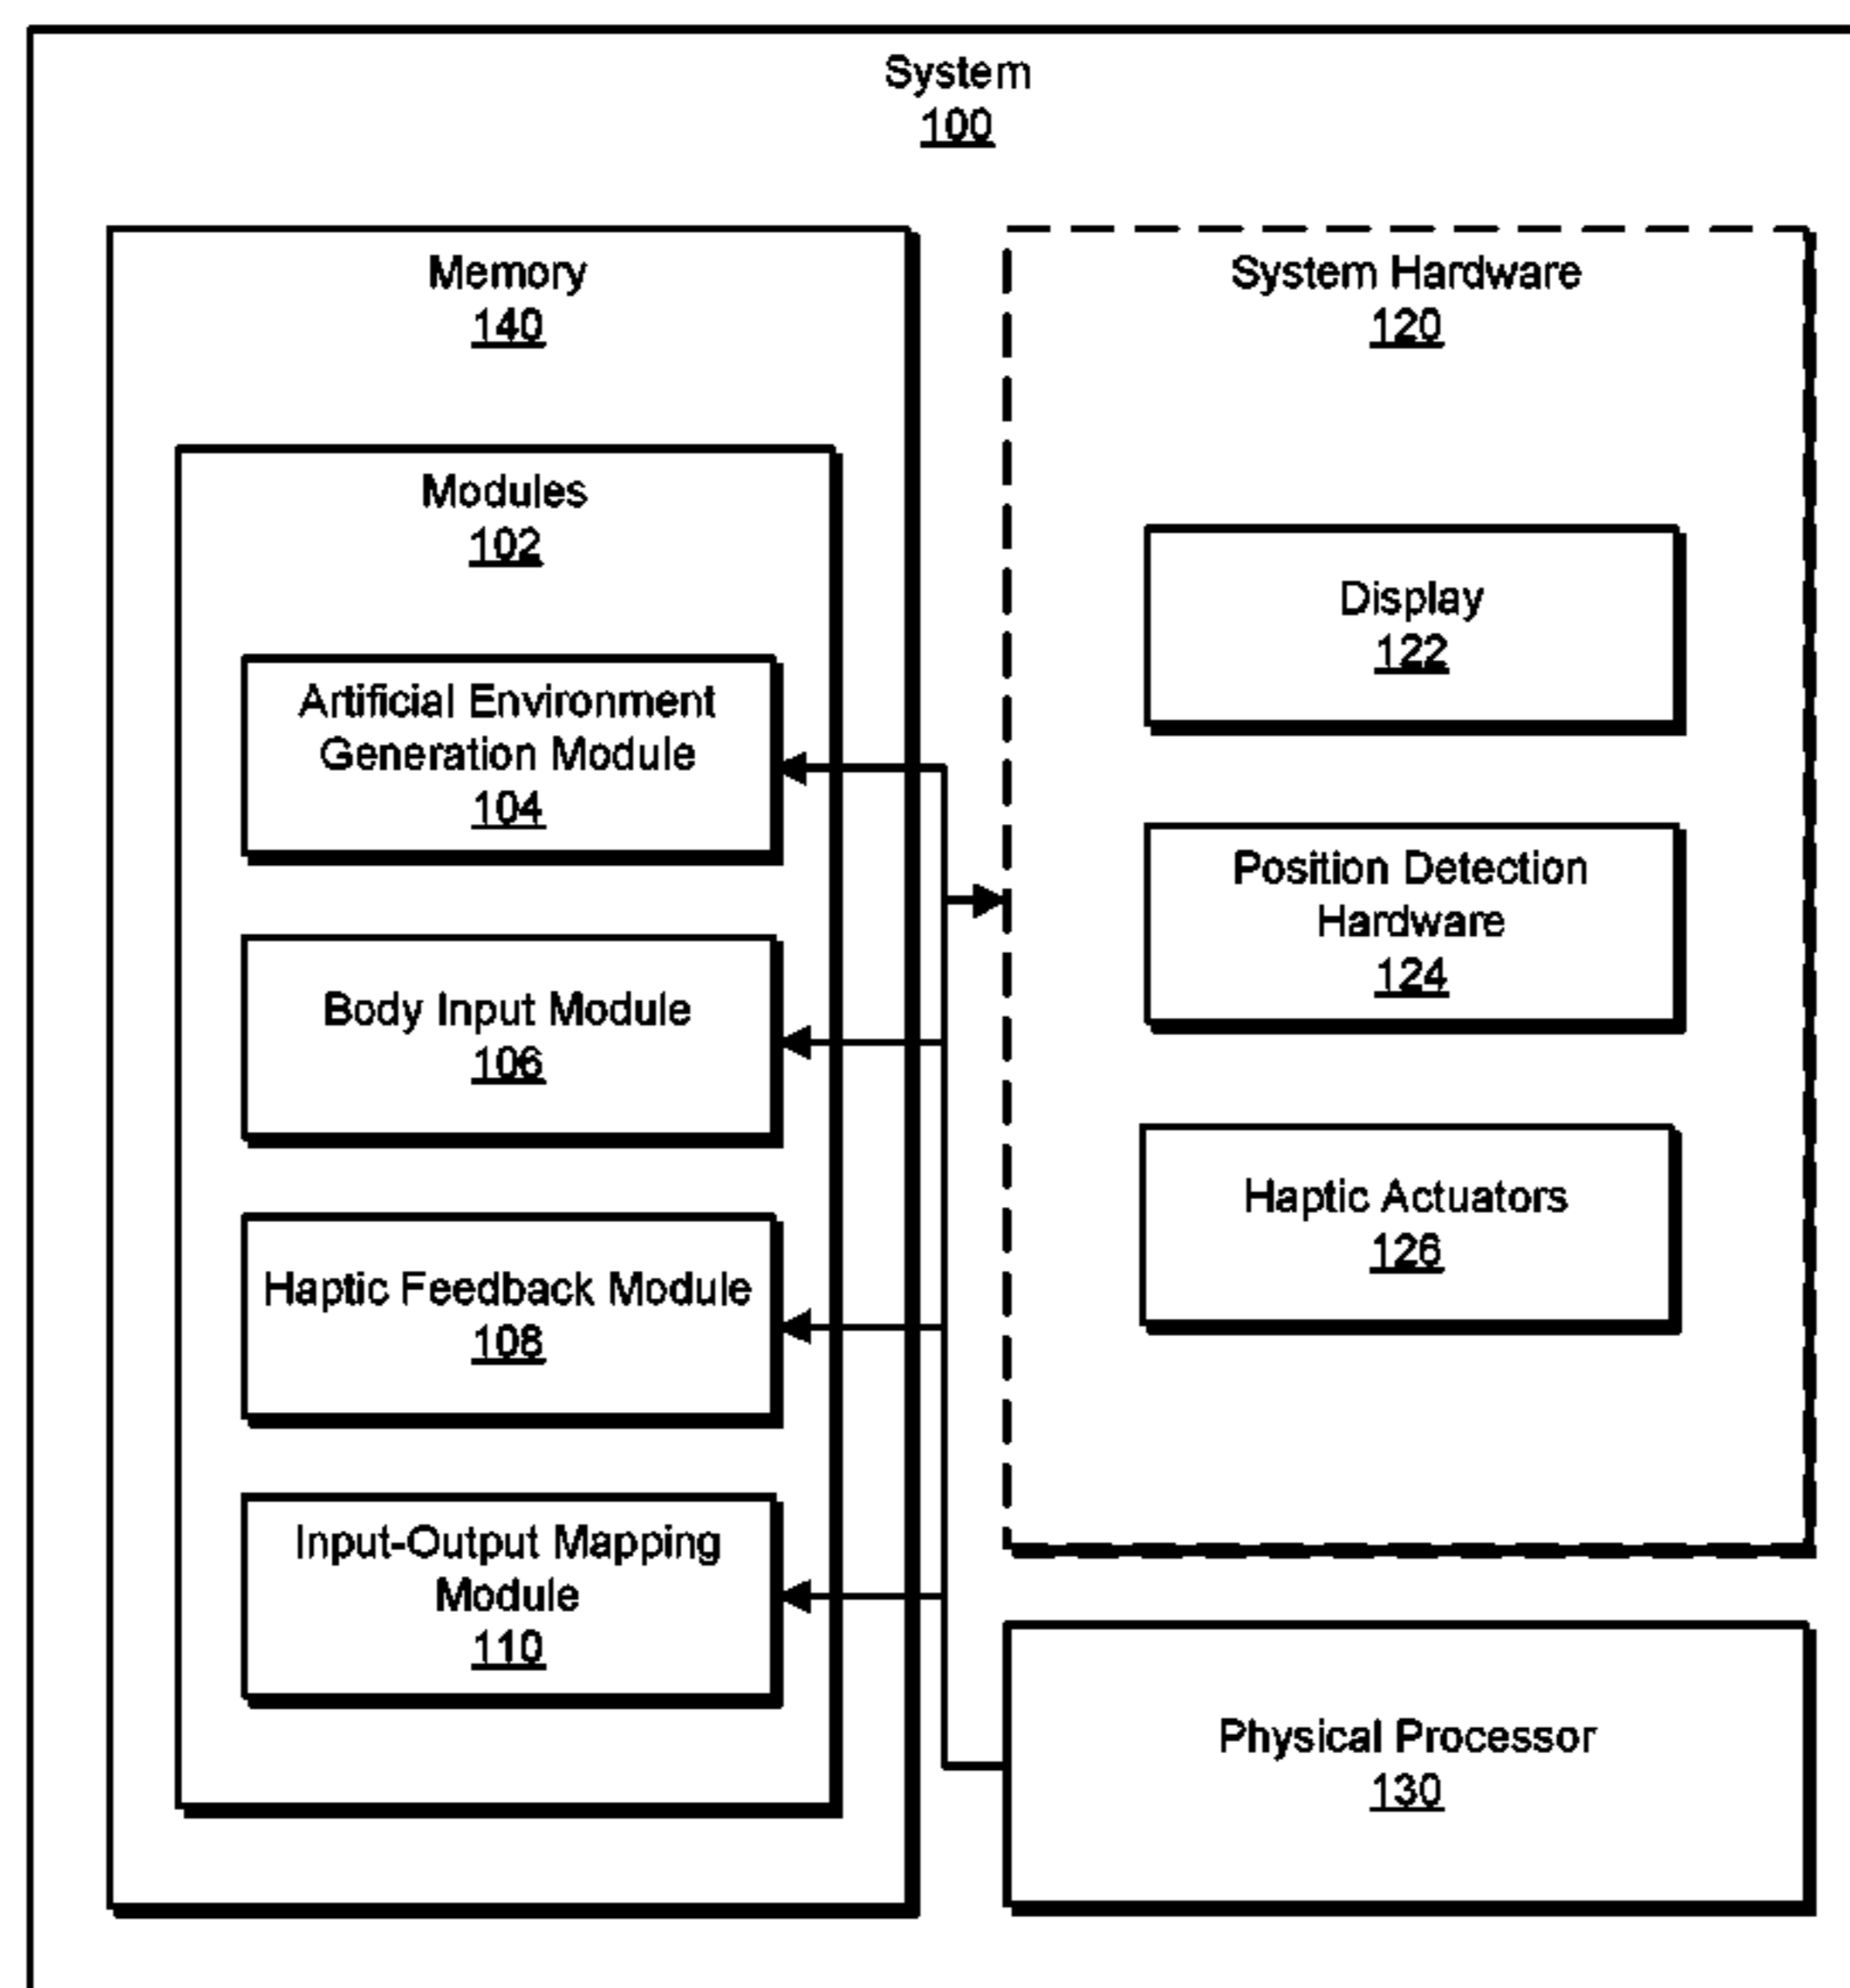 System
100
Memory
140
Modules
102
Artificial Environment
Generation Module
104
Body Input Module
106
Haptic Feedback Module
108
Input-Output Mapping
Module
110
System Hardware
120
Display
122
Position Detection
Hardware
124
Haptic Actuators
126
Physical Processor
130